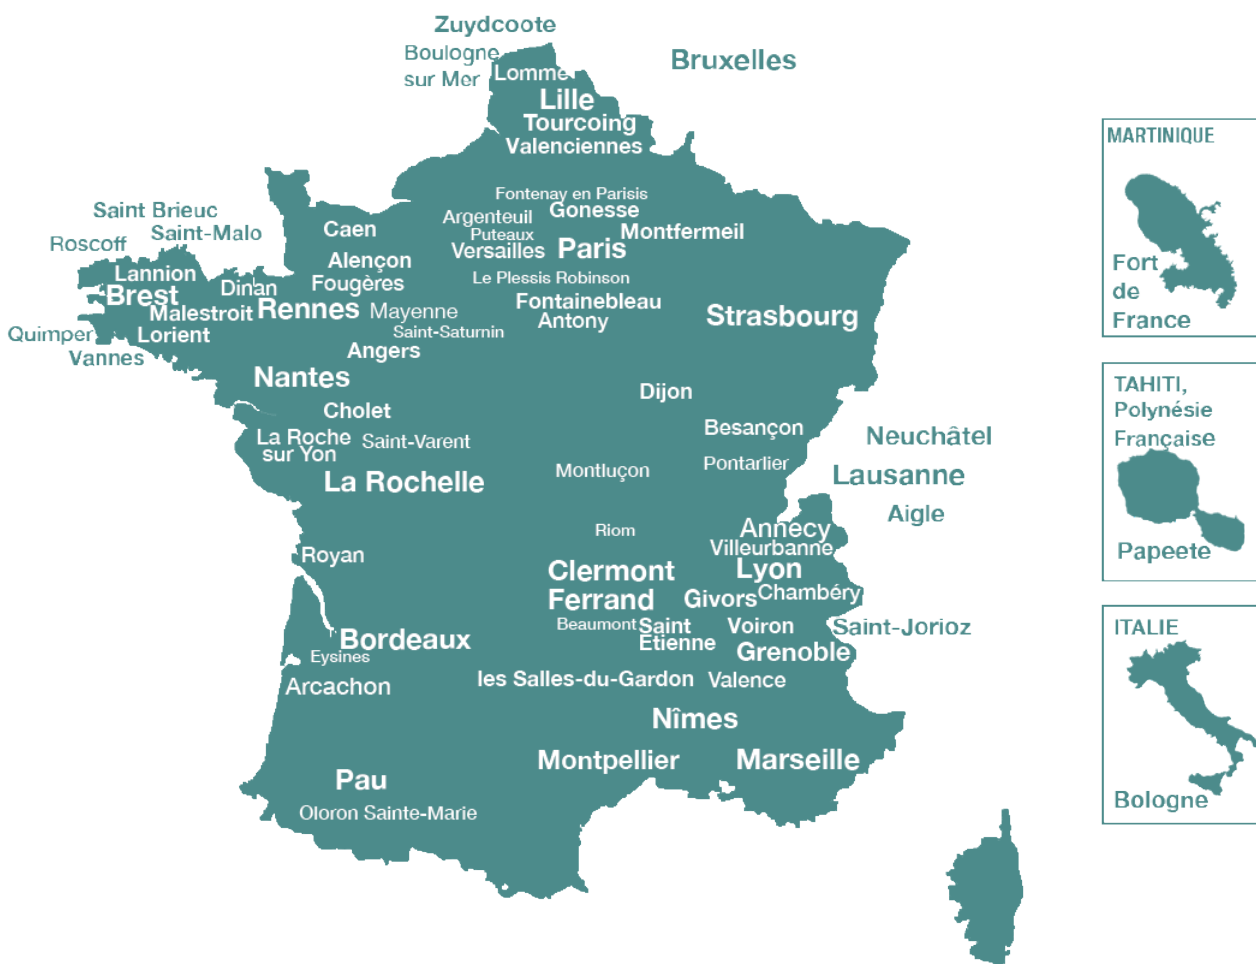 Zuydcoote
Boulogne
sur Mer
Lomme
Bruxelles
Lille
Tourcoing
Valenciennes
Fontenay en Parisis
Gonesse
Argenteuil
Puteaux
Montfermeil
Versailles
Paris
Caen
Saint Brieuc
Saint-Malo
Roscoff
Alençon
Lannion
Dinan
Fougères
Le Plessis Robinson
Brest
Malestroit
Rennes
Mayenne
Fontainebleau
Antony
Strasbourg
Quimper
Lorient
Saint-Saturnin
Vannes
Angers
Nantes
Dijon
Cholet
La Roche
sur Yon
Saint-Varent
Besançon
Neuchâtel
Montluçon
Pontarlier
Lausanne
La Rochelle
Aigle
Riom
Annecy
Villeurbanne
Royan
Clermont
Ferrand
Lyon
Givors
Chambéry
Beaumont
Saint
Etienne
Voiron
Saint-Jorioz
Bordeaux
Eysines
Grenoble
Arcachon
les Salles-du-Gardon
Valence
Nîmes
Montpellier
Marseille
Pau
Oloron Sainte-Marie
MARTINIQUE
Fort
de
France
TAHITI,
Polynésie
Française
Papeete
ITALIE
Bologne